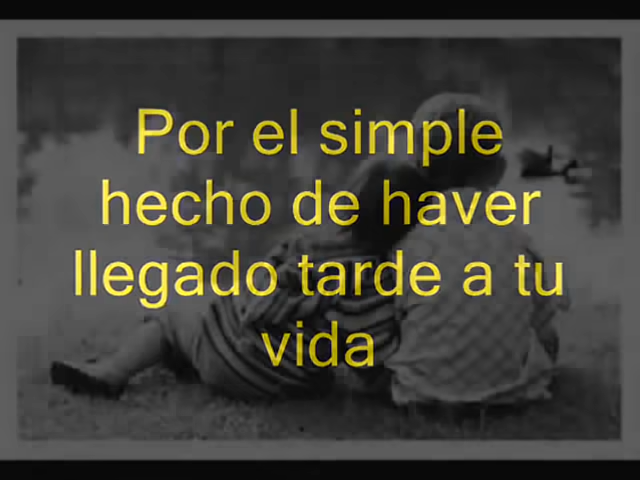 Por el simple
hecho de haver
llegado tarde a tu
vida